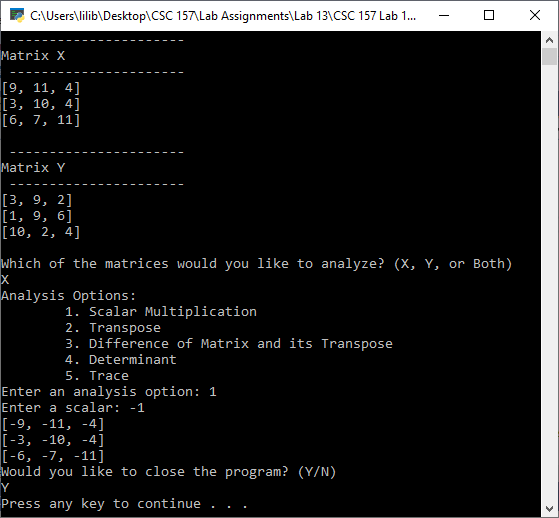 C:\Users\lilib\Desktop\CSC 157\Lab Assignments\Lab 13\CSC 157 Lab 1...
----------------------
Matrix X
----------------------
[9, 11, 4]
[3, 10, 4]
[6, 7, 11]
----------------------
Matrix Y
----------------------
[3, 9, 2]
[1, 9, 6]
[10, 2, 4]
Which of the matrices would you like to analyze? (X, Y, or Both)
X
Analysis Options:
1. Scalar Multiplication
2. Transpose
3. Difference of Matrix and its Transpose
4. Determinant
5. Trace
Enter an analysis option: 1
Enter a scalar: -1
[-9, -11, -4]
[-3, -10, -4]
[-6, -7, -11]
Would you like to close the program? (Y/N)
Y
Press any key to continue . . .